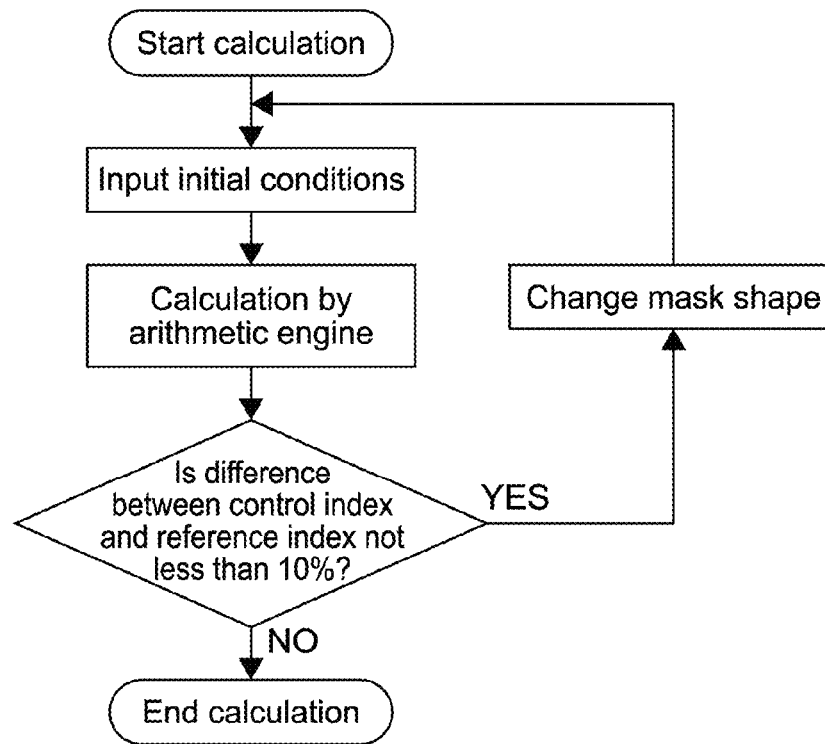 Start calculation
Input initial conditions
Calculation by
arithmetic engine
Change mask shape
Is difference
between control index
and reference index not
less than 10%?
YES
NO
End calculation